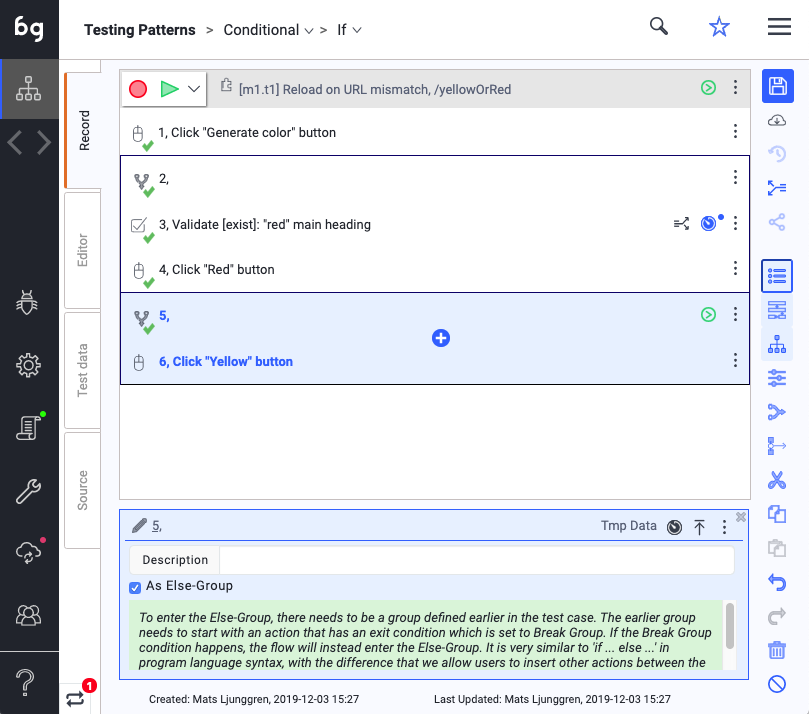 bg
Testing Patterns > Conditional > If
Record
[m1.t1] Reload on URL mismatch, /yellowOrRed
1, Click "Generate color" button
2,
3, Validate [exist]: "red" main heading
4, Click "Red" button
5,
6, Click "Yellow" button
Editor
Test data
Source
5,
Tmp Data
Description
As Else-Group
To enter the Else-Group, there needs to be a group defined earlier in the test case. The earlier group
needs to start with an action that has an exit condition which is set to Break Group. If the Break Group
condition happens, the flow will instead enter the Else-Group. It is very similar to 'if ... else ...' in
program language syntax, with the difference that we allow users to insert other actions between the
1
Created: Mats Ljunggren, 2019-12-03 15:27
Last Updated: Mats Ljunggren, 2019-12-03 15:27